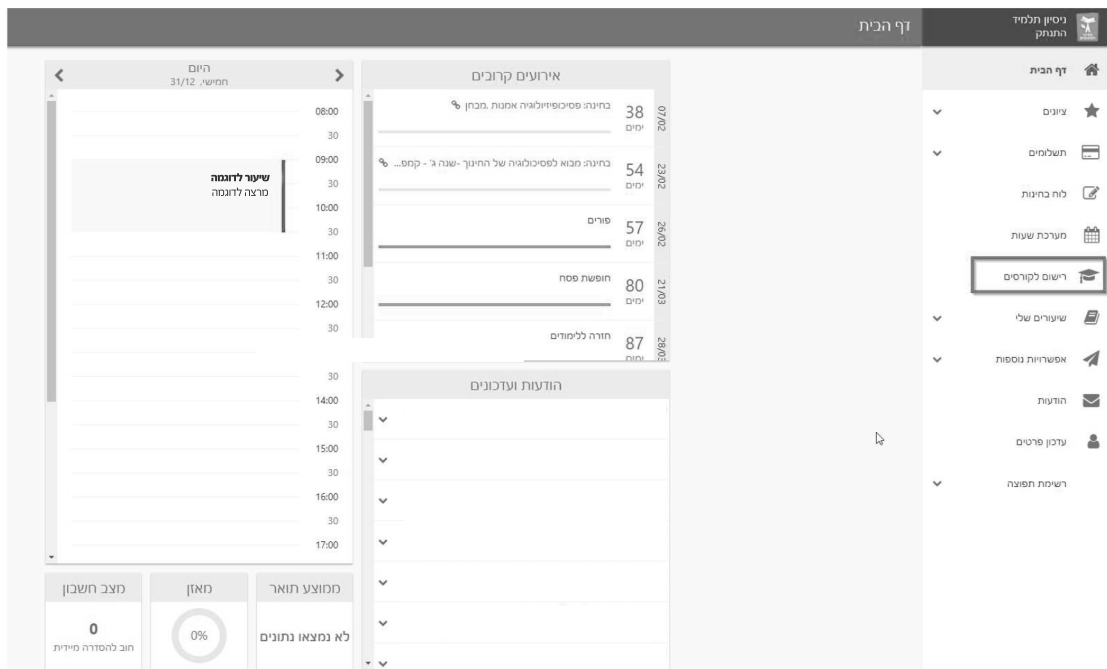 ניסיון תלמיד
התנתק
דף הבית
דף הבית
ציונים
תשלומים
לוח בחינות
מערכת שעות
רישום לקורסים
שיעורים שלי
אפשרויות נוספות
הודעות
עדכון פרטים
רשימת תפוצה
אירועים קרובים
07/02
38
ימים
בחינה: פסיכופיזיולוגיה אמנות .מבחן
23/02
54
ימים
בחינה: מבוא לפסיכולוגיה של החינוך -שנה ג' - קמפ...
26/02
57
ימים
פורים
21/03
80
ימים
חופשת פסח
28/03
87
ימים
חזרה ללימודים
הודעות ועדכונים
היום
חמישי, 31/12
08:00
30
09:00
30
10:00
30
11:00
30
12:00
30
30
14:00
30
15:00
30
16:00
30
17:00
שיעור לדוגמה
מרצה לדוגמה
ממוצע תואר
לא נמצאו נתונים
מאזן
0%
מצב חשבון
0
חוב להסדרה מיידית